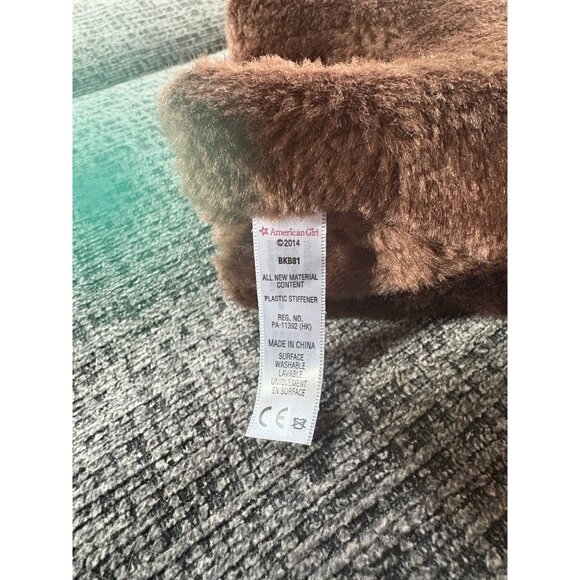 American Girl
©2014
BKB81
ALL NEW MATERIAL
CONTENT
PLASTIC STIFFENER
REG. NO.
PA-11392 (HK)
MADE IN CHINA
SURFACE
WASHABLE
LAVABLE
UNIQUEMENT
EN SURFACE
CE